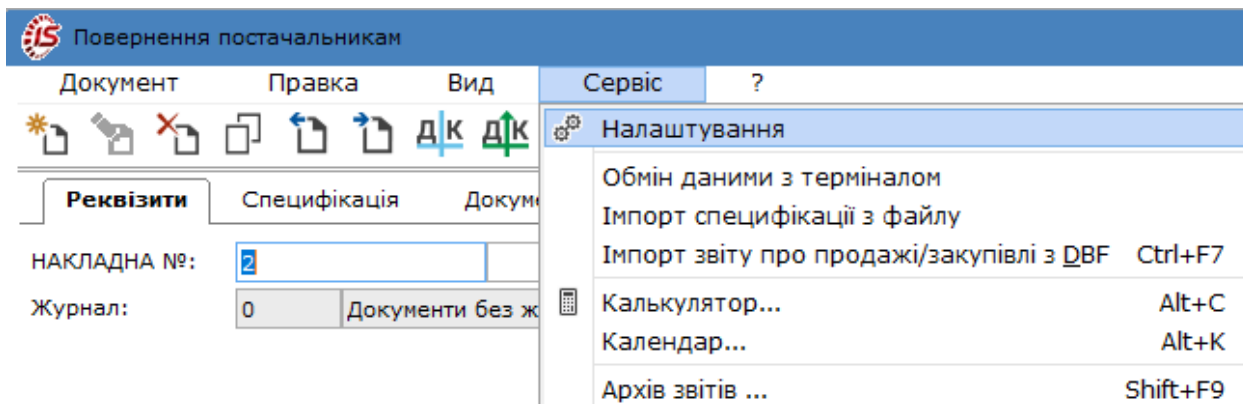 Повернення постачальникам
Документ Правка Вид Сервіс ?
Д К Д К
Налаштування
Обмін даними з терміналом
Імпорт специфікації з файлу
Імпорт звіту про продажі/закупівлі з DBF Ctrl+F7
Калькулятор... Alt+C
Календар... Alt+K
Архів звітів ... Shift+F9
Реквізити Специфікація Докум
НАКЛАДНА №: 2
Журнал: 0 Документи без ж